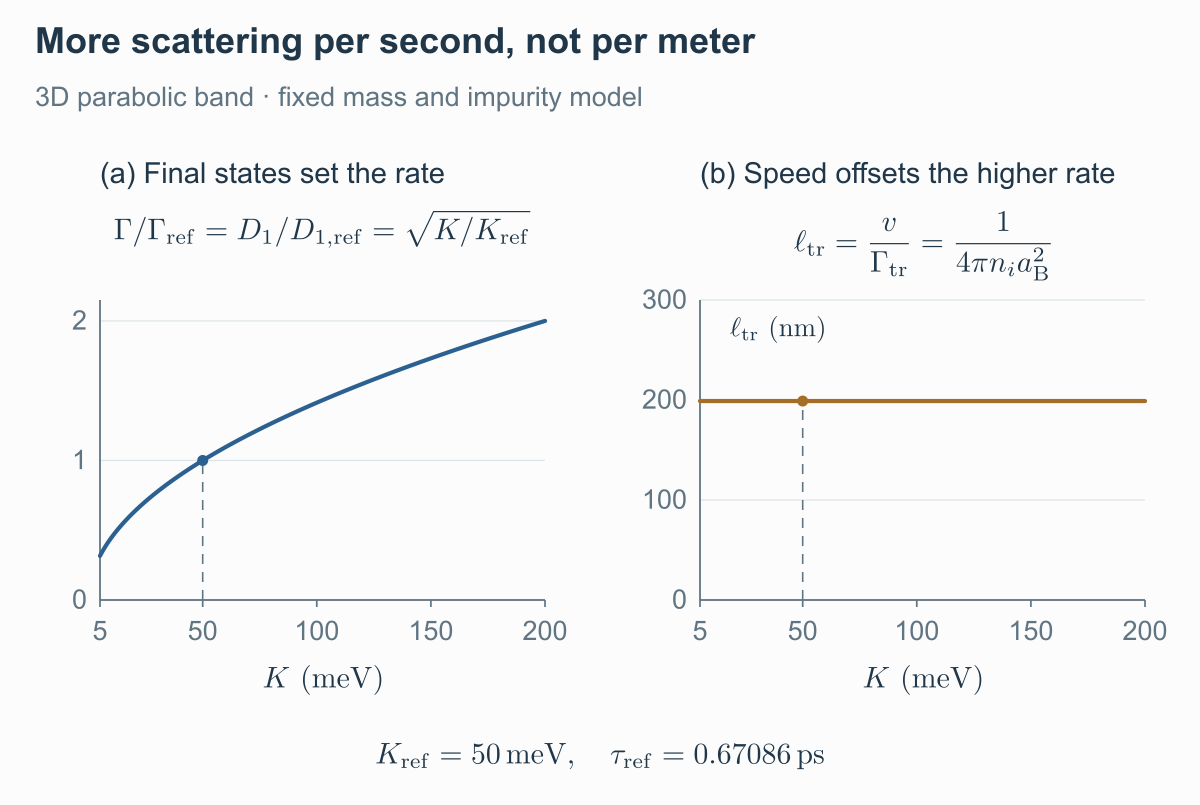 More scattering per second, not per meter
3D parabolic band · fixed mass and impurity model
(a) Final states set the rate
Γ/Γ_ref = D_1/D_{1,ref} = √(K/K_ref)
2
1
0
5 50 100 150 200
K (meV)
(b) Speed offsets the higher rate
ℓ_tr = v/Γ_tr = 1/(4πn_i a_B^2)
300
ℓ_tr (nm)
200
100
0
5 50 100 150 200
K (meV)
K_ref = 50 meV, τ_ref = 0.67086 ps